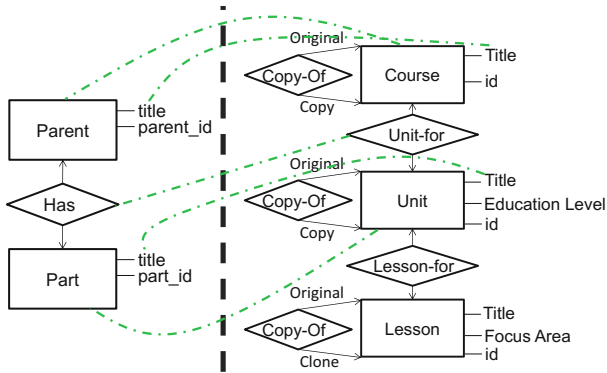 Parent
title
parent_id
Has
Part
title
part_id
Original
Copy-Of
Copy
Course
Title
id
Unit-for
Original
Copy-Of
Copy
Unit
Title
Education Level
id
Lesson-for
Original
Copy-Of
Clone
Lesson
Title
Focus Area
id